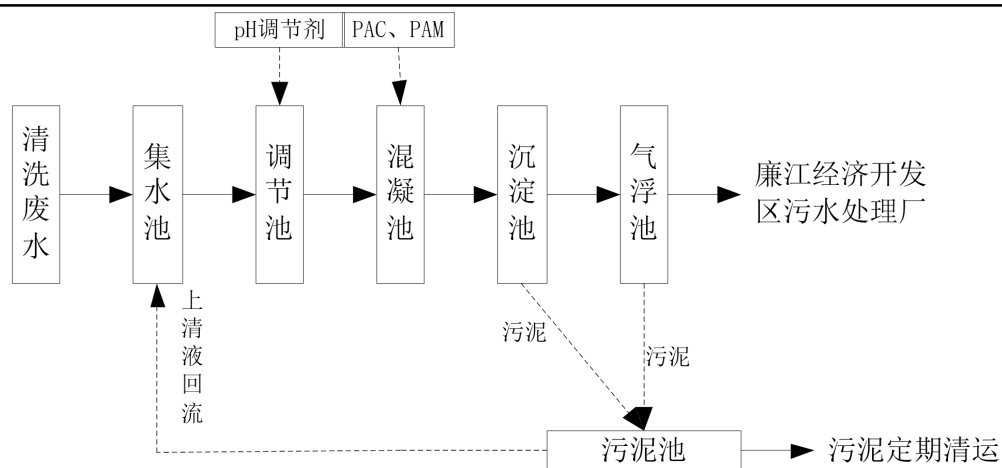 pH调节剂
PAC、PAM
清洗废水
集水池
调节池
混凝池
沉淀池
气浮池
廉江经济开发
区污水处理厂
上清液回流
污泥
污泥
污泥池
污泥定期清运